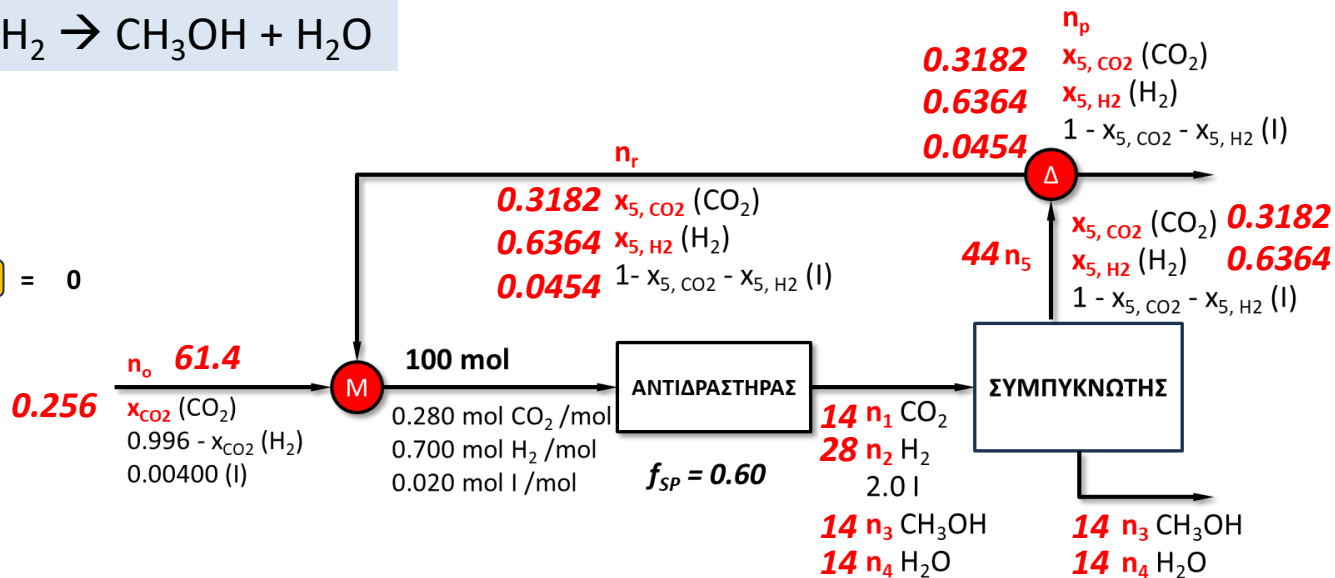 H₂ → CH₃OH + H₂O
= 0
nₚ
0.3182 x₅, CO2 (CO₂)
0.6364 x₅, H2 (H₂)
0.0454 1 - x₅, CO2 - x₅, H2 (I)
Δ
nᵣ
0.3182 x₅, CO2 (CO₂)
0.6364 x₅, H2 (H₂)
0.0454 1- x₅, CO2 - x₅, H2 (I)
44 n₅
x₅, CO2 (CO₂) 0.3182
x₅, H2 (H₂) 0.6364
1 - x₅, CO2 - x₅, H2 (I)
nₒ 61.4
0.256 xCO2 (CO₂)
0.996 - xCO2 (H₂)
0.00400 (I)
M
100 mol
0.280 mol CO₂ /mol
0.700 mol H₂ /mol
0.020 mol I /mol
ΑΝΤΙΔΡΑΣΤΗΡΑΣ
fSP = 0.60
14 n₁ CO₂
28 n₂ H₂
2.0 I
14 n₃ CH₃OH
14 n₄ H₂O
ΣΥΜΠΥΚΝΩΤΗΣ
14 n₃ CH₃OH
14 n₄ H₂O